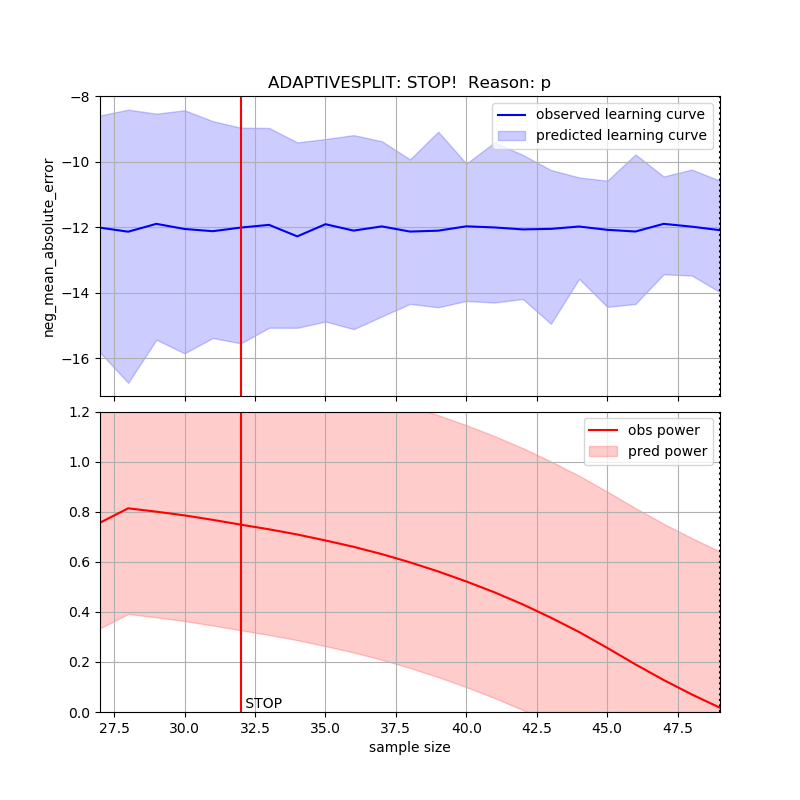 ADAPTIVESPLIT: STOP!  Reason: p
−8
−10
−12
−14
−16
neg_mean_absolute_error
observed learning curve
predicted learning curve
1.2
1.0
0.8
0.6
0.4
0.2
0.0
obs power
pred power
STOP
27.5 30.0 32.5 35.0 37.5 40.0 42.5 45.0 47.5
sample size